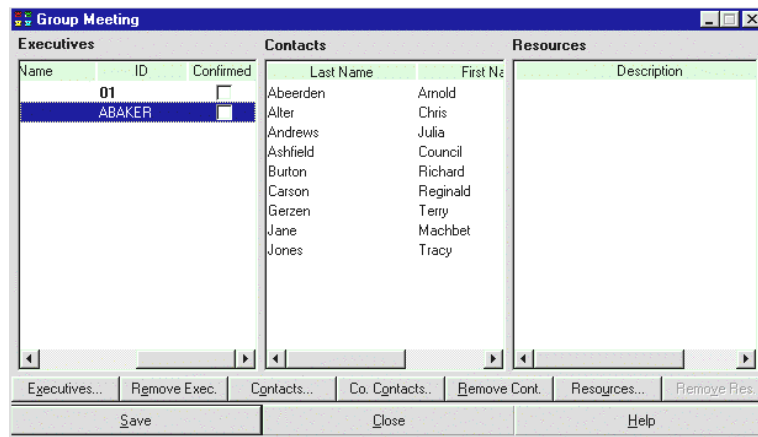 Group Meeting
Executives Contacts Resources
Name ID Confirmed Last Name First Na Description
01 Abeerden Arnold
ABAKER Alter Chris
Andrews Julia
Ashfield Council
Burton Richard
Carson Reginald
Gerzen Terry
Jane Machbet
Jones Tracy
Executives... Remove Exec. Contacts... Co. Contacts.. Remove Cont. Resources... Remove Res.
Save Close Help